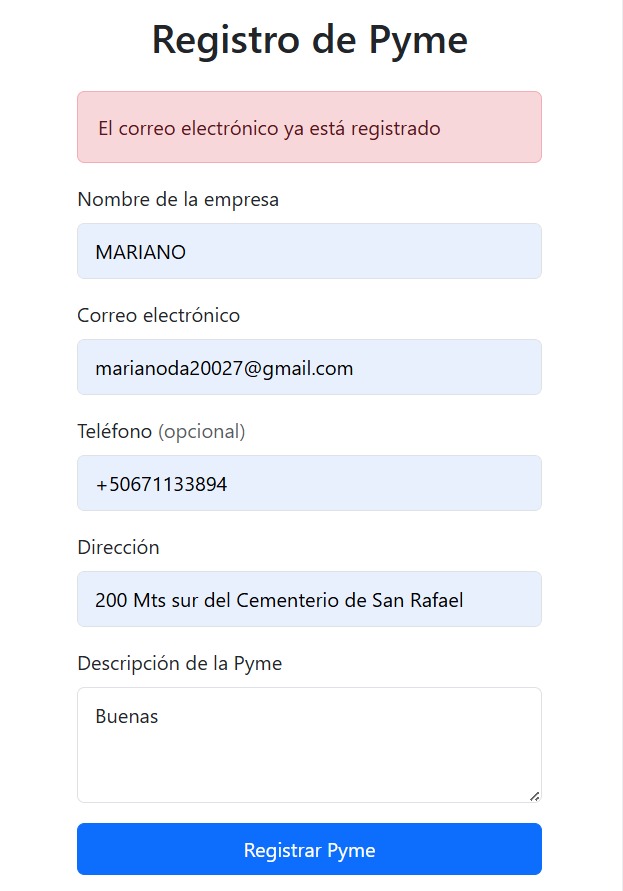 Registro de Pyme
El correo electrónico ya está registrado
Nombre de la empresa
MARIANO
Correo electrónico
marianoda20027@gmail.com
Teléfono (opcional)
+50671133894
Dirección
200 Mts sur del Cementerio de San Rafael
Descripción de la Pyme
Buenas
Registrar Pyme